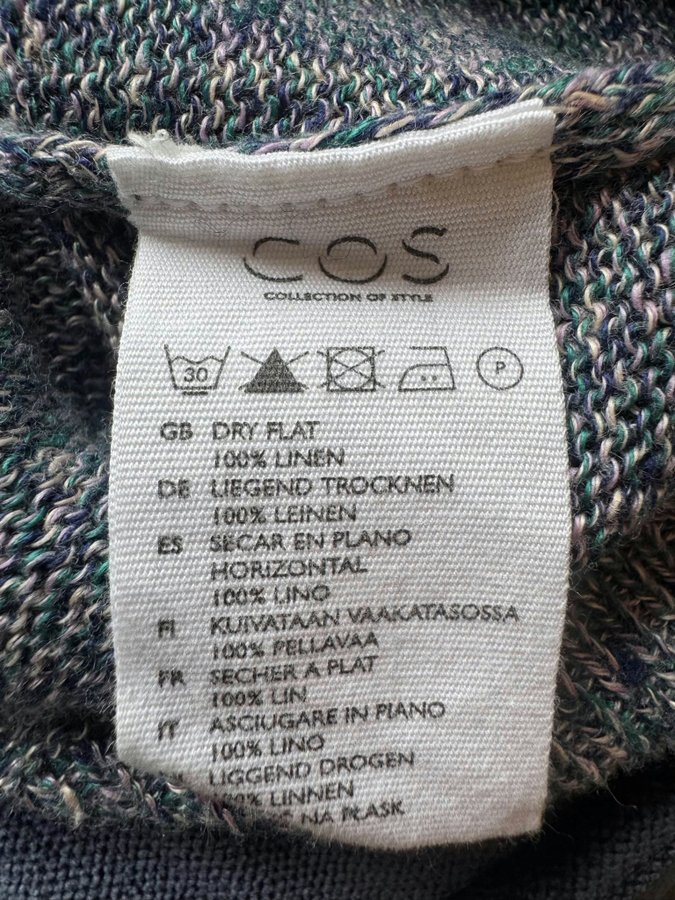 COS
COLLECTION OF STYLE
30
P
GB DRY FLAT
100% LINEN
DE LIEGEND TROCKNEN
100% LEINEN
ES SECAR EN PLANO
HORIZONTAL
100% LINO
FI KUIVATAAN VAAKATASOSSA
100% PELLAVAA
FR SECHER A PLAT
100% LIN
IT ASCIUGARE IN PIANO
100% LINO
LIGGEND DROGEN
LINNEN
NA PŁASK